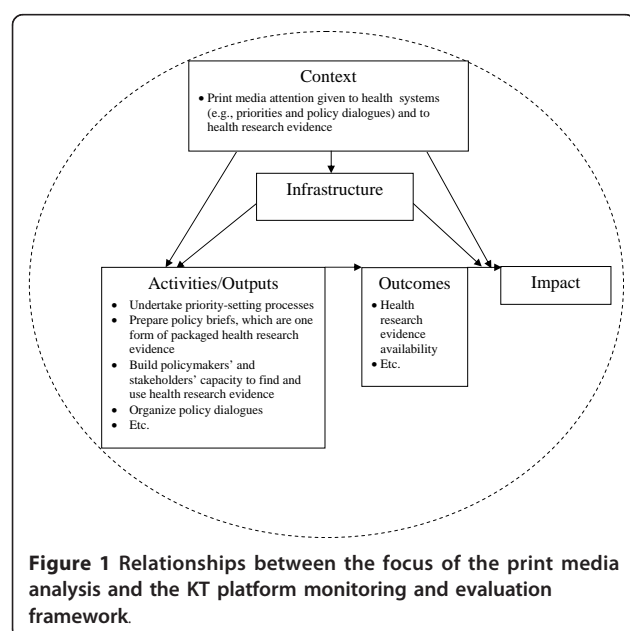 Context
• Print media attention given to health systems
(e.g., priorities and policy dialogues) and to
health research evidence
Infrastructure
Activities/Outputs
• Undertake priority-setting processes
• Prepare policy briefs, which are one
form of packaged health research
evidence
• Build policymakers’ and
stakeholders’ capacity to find and
use health research evidence
• Organize policy dialogues
• Etc.
Outcomes
• Health
research
evidence
availability
• Etc.
Impact
Figure 1 Relationships between the focus of the print media
analysis and the KT platform monitoring and evaluation
framework.